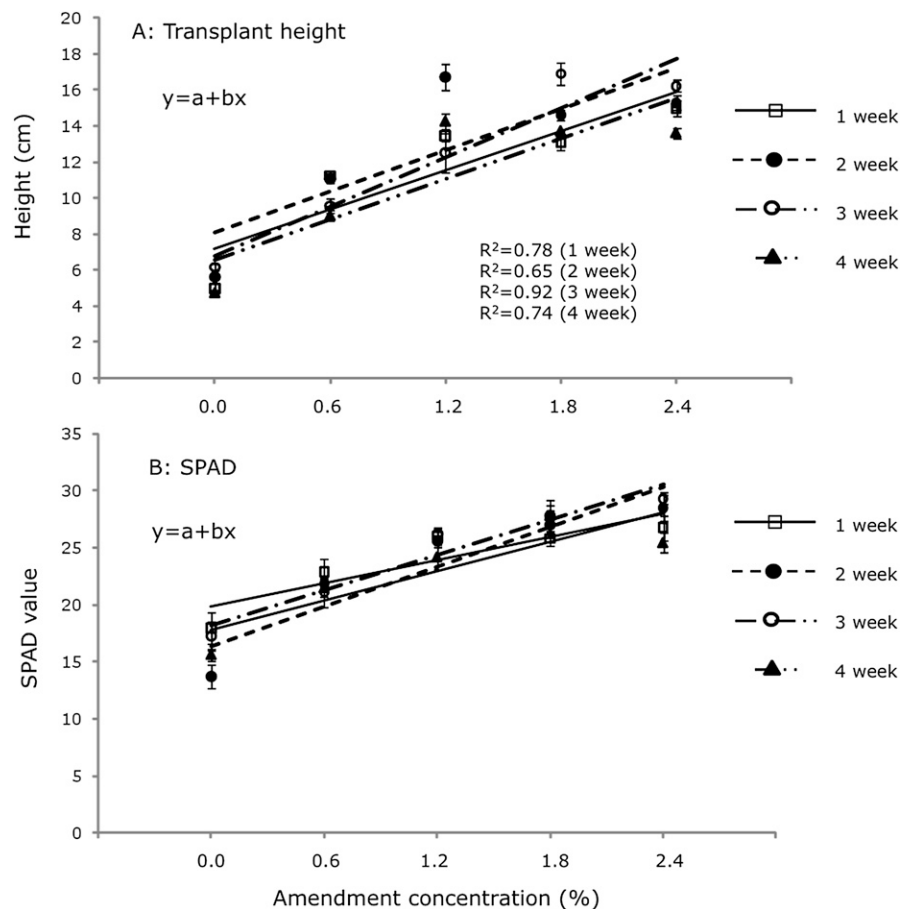 A: Transplant height
y=a+bx
Height (cm)
20
18
16
14
12
10
8
6
4
2
0
0.0 0.6 1.2 1.8 2.4
R²=0.78 (1 week)
R²=0.65 (2 week)
R²=0.92 (3 week)
R²=0.74 (4 week)
1 week
2 week
3 week
4 week
B: SPAD
y=a+bx
SPAD value
35
30
25
20
15
10
5
0
0.0 0.6 1.2 1.8 2.4
Amendment concentration (%)
1 week
2 week
3 week
4 week